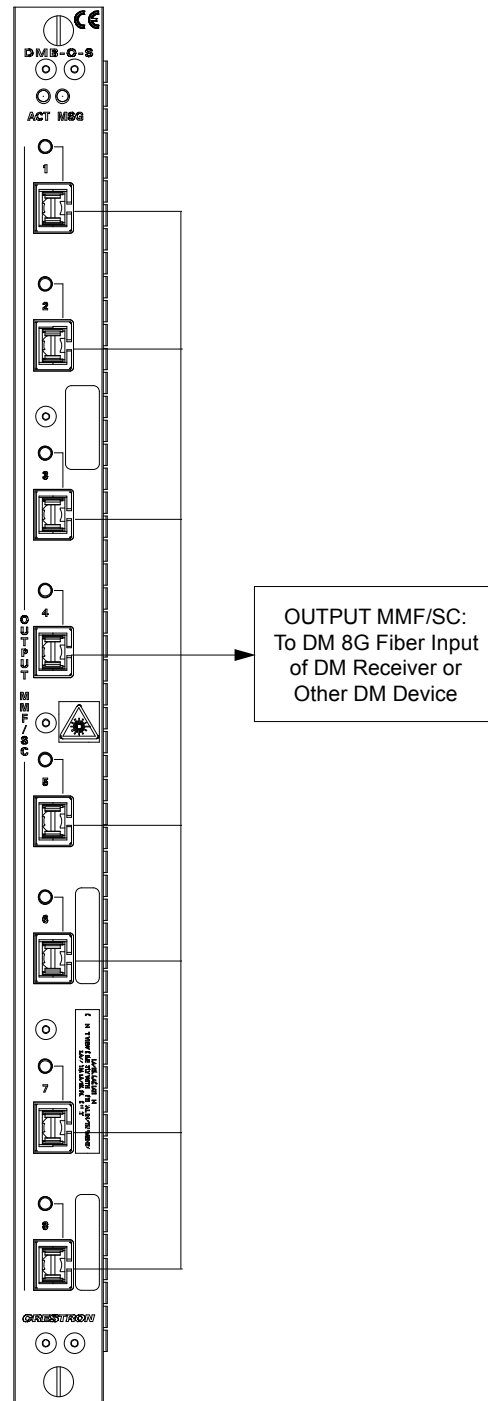 CE
DMB-O-S
ACT MSG
1
2
3
4
OUTPUT MMF/SC
5
6
7
8
CRESTRON
OUTPUT MMF/SC:
To DM 8G Fiber Input
of DM Receiver or
Other DM Device